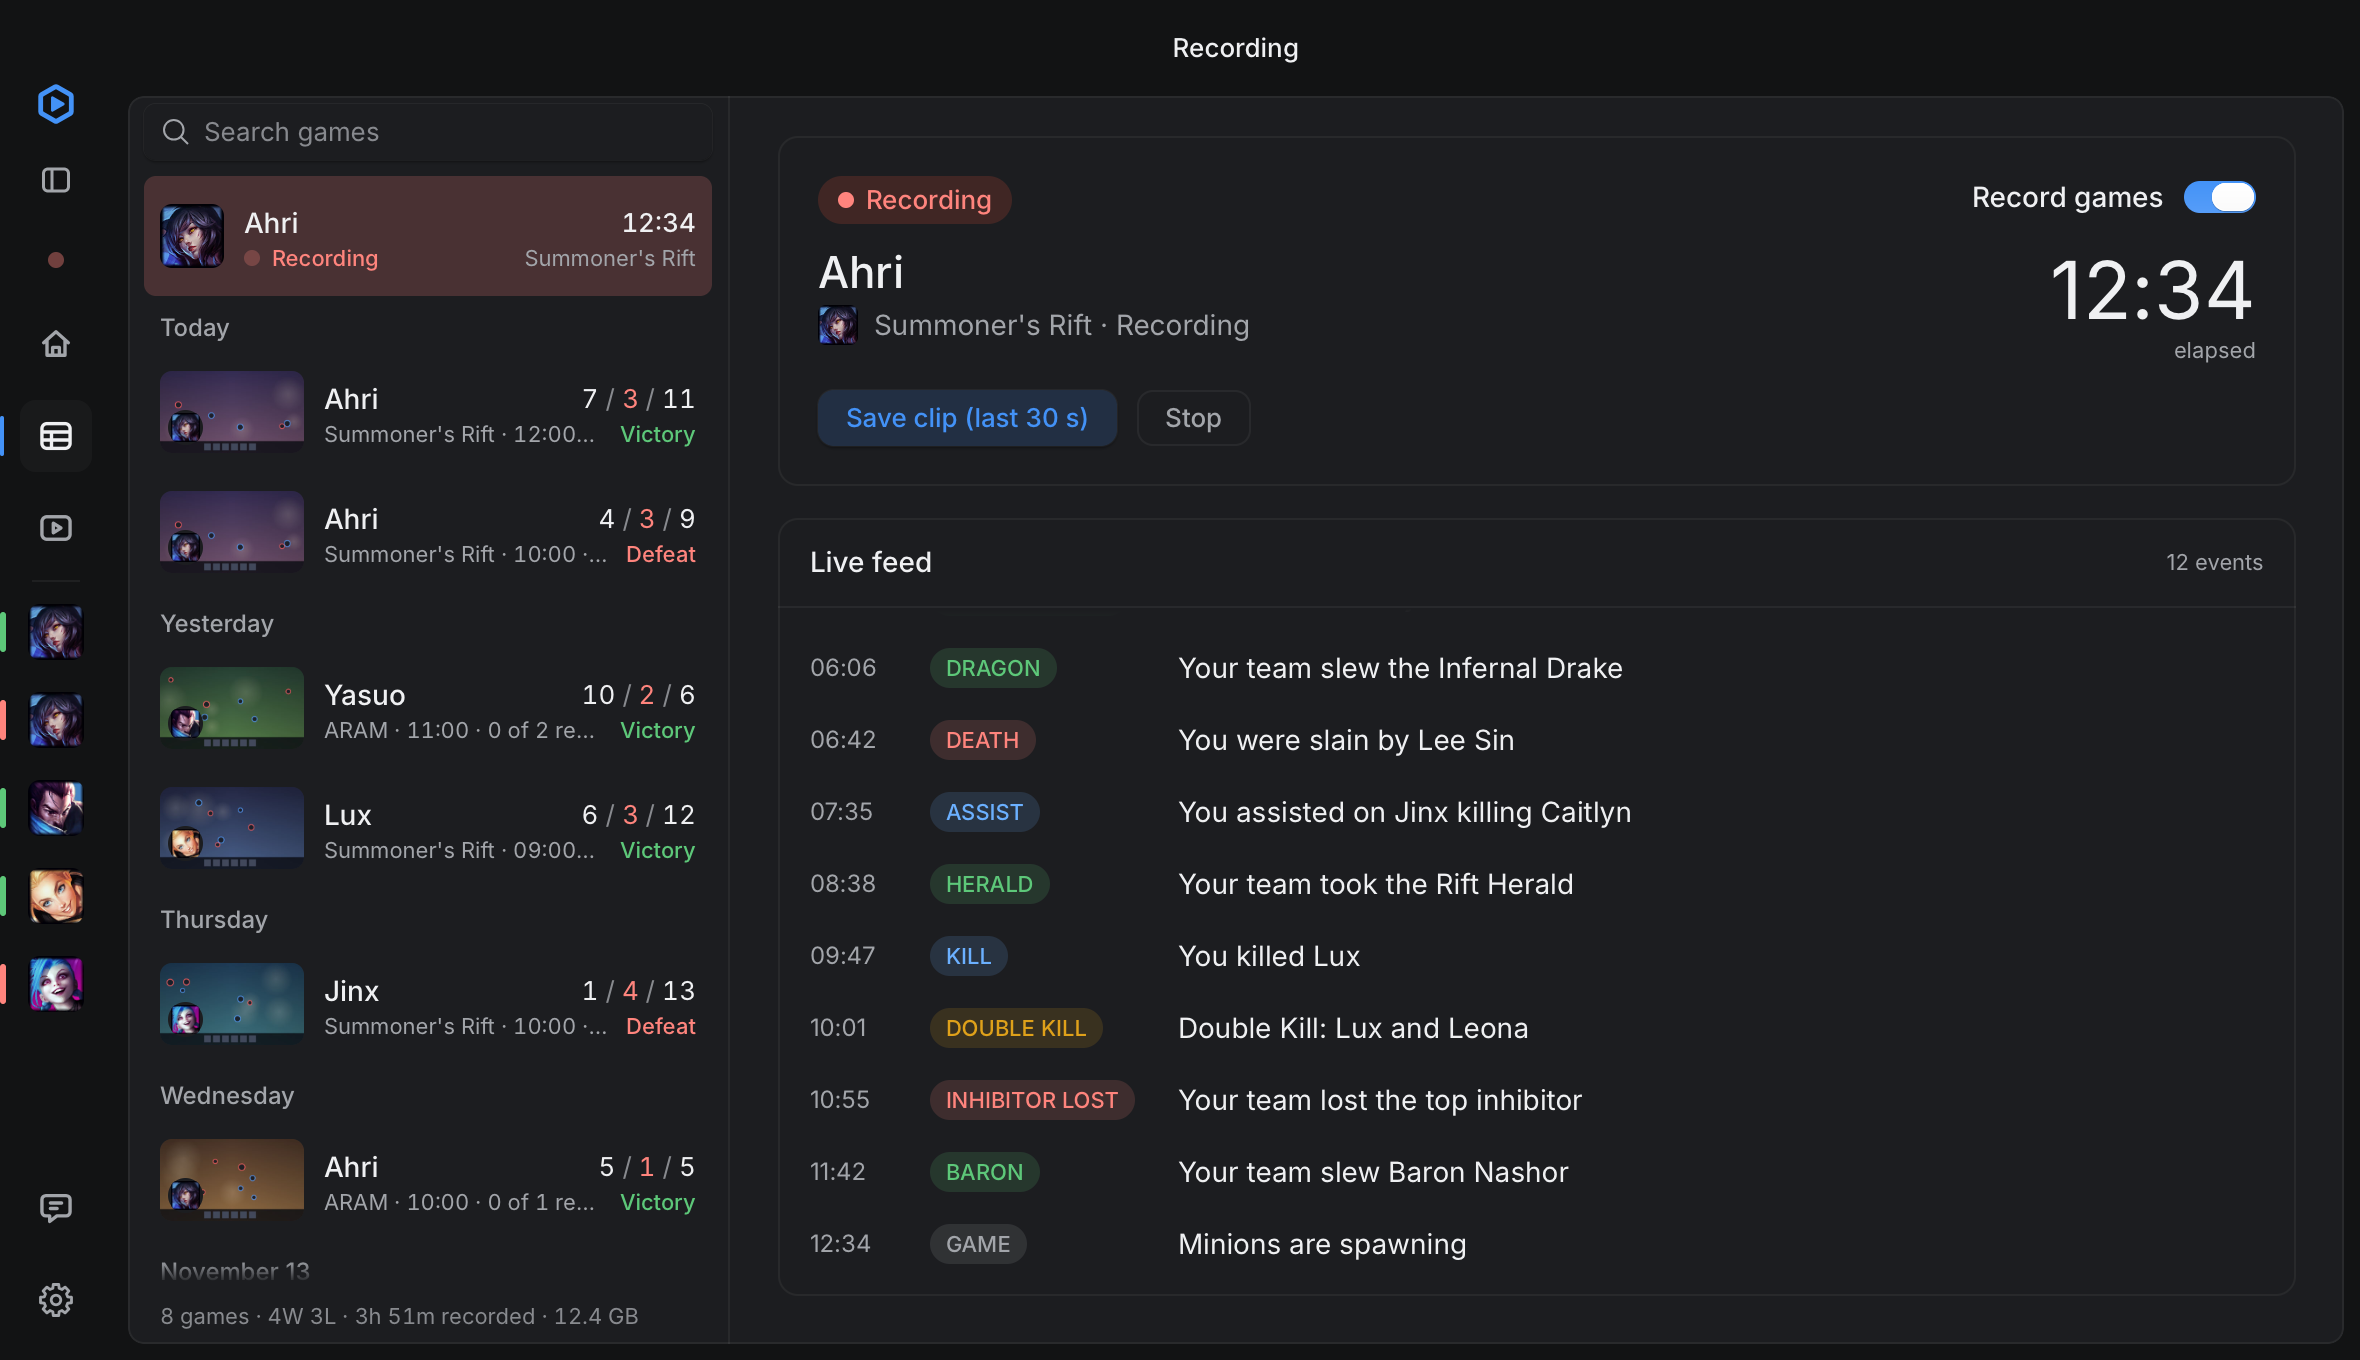 Recording
Search games
Ahri
12:34
Recording
Summoner's Rift
Today
Ahri
7 / 3 / 11
Summoner's Rift · 12:00...
Victory
Ahri
4 / 3 / 9
Summoner's Rift · 10:00 ·...
Defeat
Yesterday
Yasuo
10 / 2 / 6
ARAM · 11:00 · 0 of 2 re...
Victory
Lux
6 / 3 / 12
Summoner's Rift · 09:00...
Victory
Thursday
Jinx
1 / 4 / 13
Summoner's Rift · 10:00 ·...
Defeat
Wednesday
Ahri
5 / 1 / 5
ARAM · 10:00 · 0 of 1 re...
Victory
November 13
8 games · 4W 3L · 3h 51m recorded · 12.4 GB
Recording
Record games
Ahri
12:34
Summoner's Rift · Recording
elapsed
Save clip (last 30 s)
Stop
Live feed
12 events
06:06 DRAGON Your team slew the Infernal Drake
06:42 DEATH You were slain by Lee Sin
07:35 ASSIST You assisted on Jinx killing Caitlyn
08:38 HERALD Your team took the Rift Herald
09:47 KILL You killed Lux
10:01 DOUBLE KILL Double Kill: Lux and Leona
10:55 INHIBITOR LOST Your team lost the top inhibitor
11:42 BARON Your team slew Baron Nashor
12:34 GAME Minions are spawning